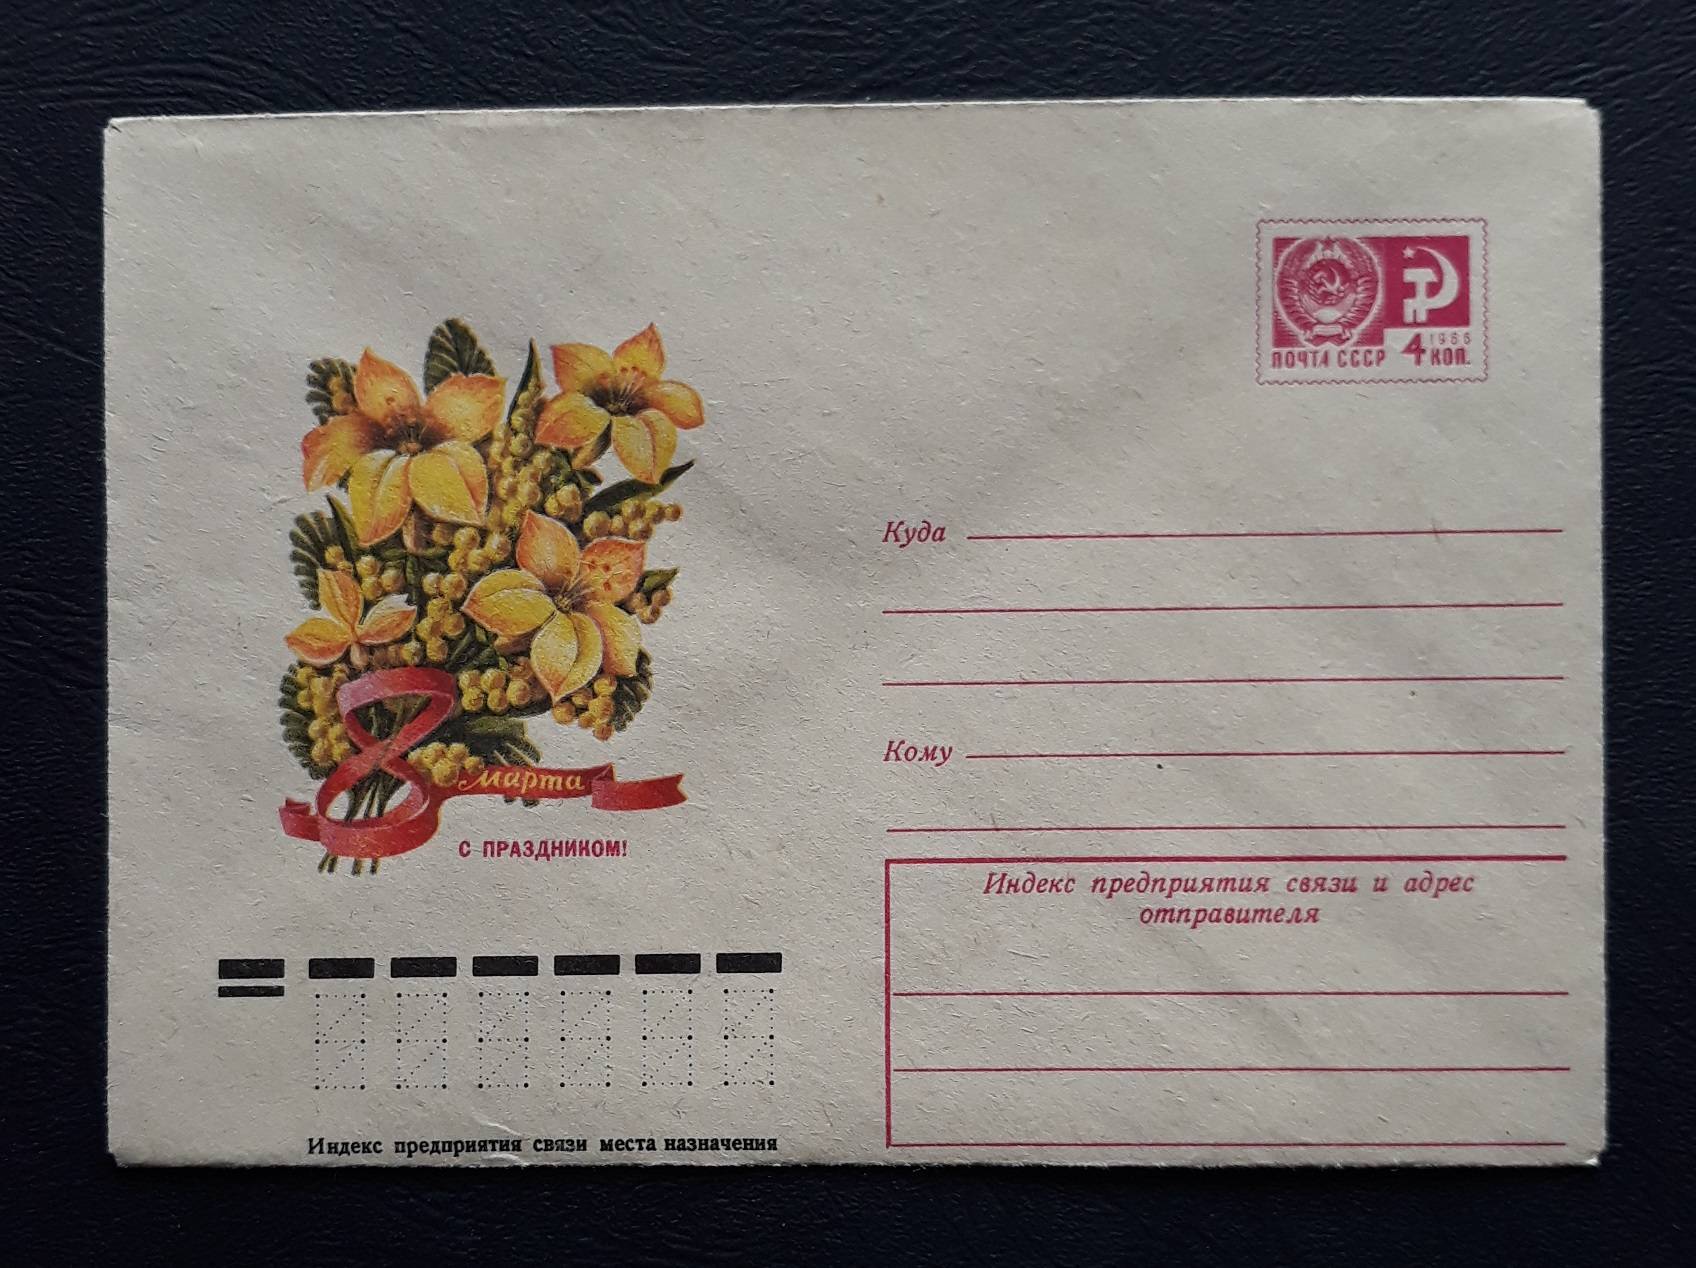 ПОЧТА СССР 4 1966 КОП.
Куда
Кому
8 марта
С ПРАЗДНИКОМ!
Индекс предприятия связи и адрес
отправителя
Индекс предприятия связи места назначения